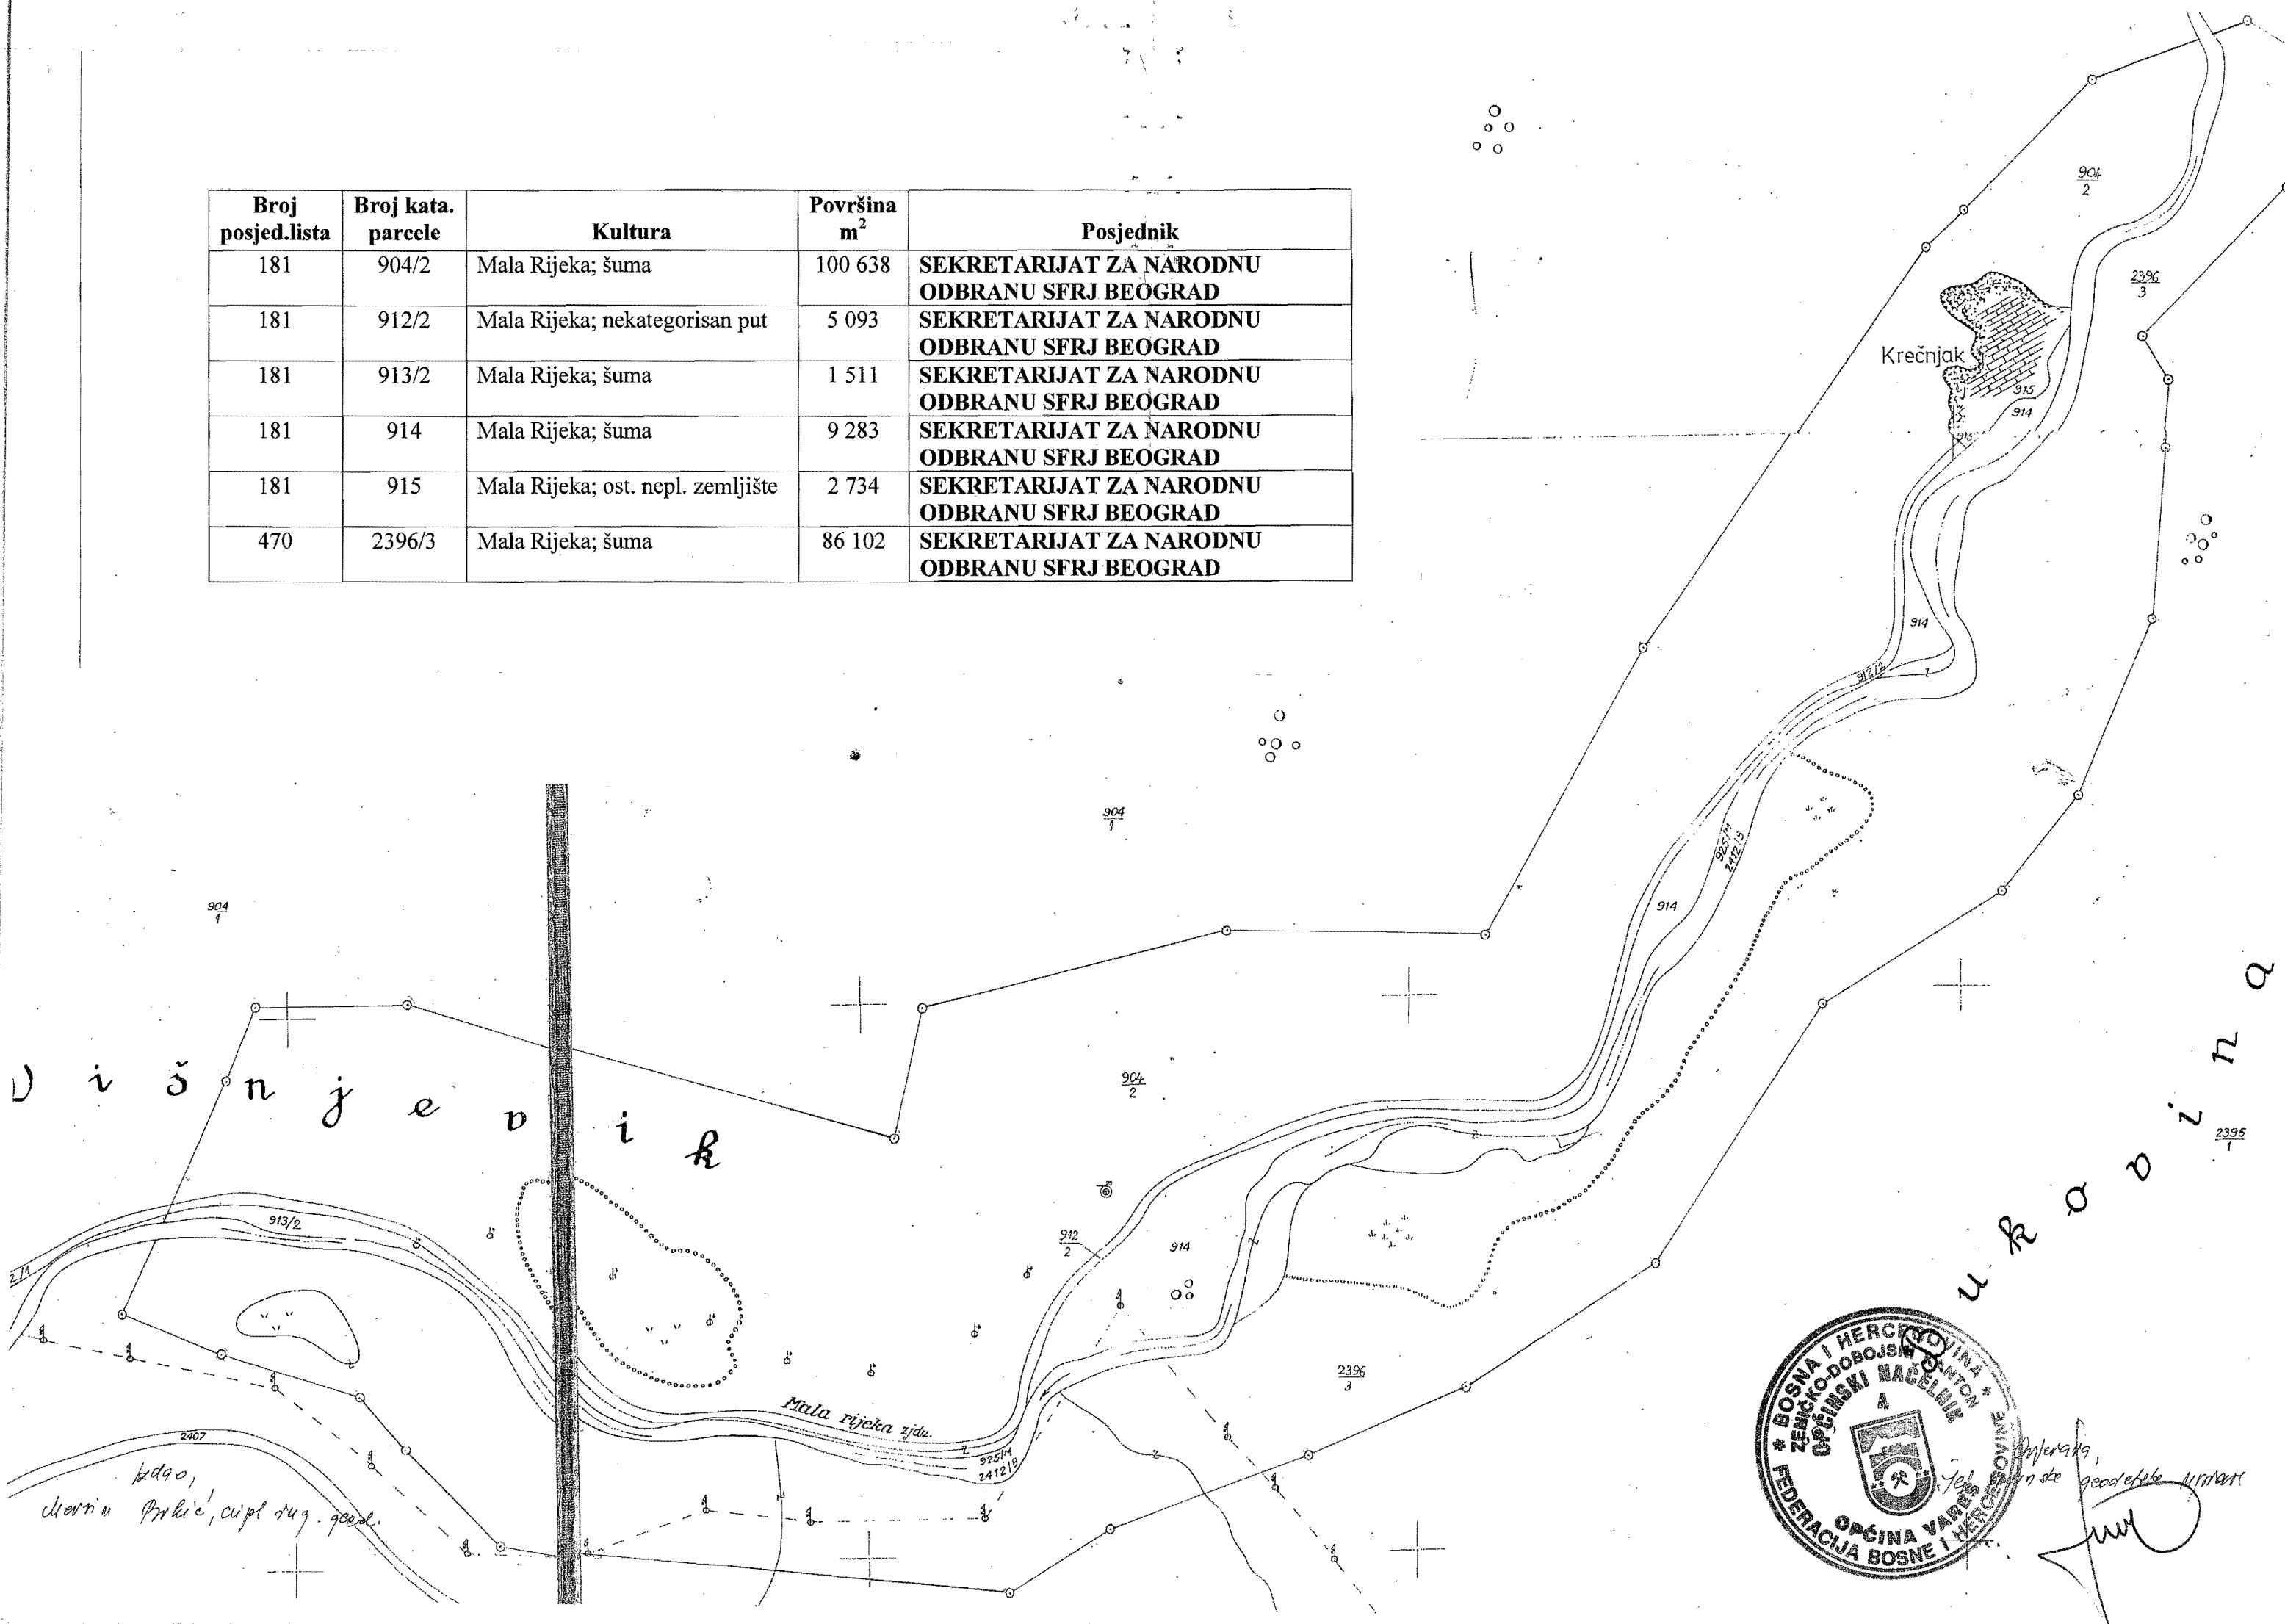 Broj posjed.lista | Broj kata. parcele | Kultura | Površina m² | Posjednik
181 | 904/2 | Mala Rijeka; šuma | 100 638 | SEKRETARIJAT ZA NARODNU ODBRANU SFRJ BEOGRAD
181 | 912/2 | Mala Rijeka; nekategorisan put | 5 093 | SEKRETARIJAT ZA NARODNU ODBRANU SFRJ BEOGRAD
181 | 913/2 | Mala Rijeka; šuma | 1 511 | SEKRETARIJAT ZA NARODNU ODBRANU SFRJ BEOGRAD
181 | 914 | Mala Rijeka; šuma | 9 283 | SEKRETARIJAT ZA NARODNU ODBRANU SFRJ BEOGRAD
181 | 915 | Mala Rijeka; ost. nepl. zemljište | 2 734 | SEKRETARIJAT ZA NARODNU ODBRANU SFRJ BEOGRAD
470 | 2396/3 | Mala Rijeka; šuma | 86 102 | SEKRETARIJAT ZA NARODNU ODBRANU SFRJ BEOGRAD
904/2
2396/3
Krečnjak
915
914
914
912/2
904/1
925/M
2412/B
904/1
914
904/2
Višnjevik
Bukovina
2396/1
913/2
912/2
914
2396/3
2/1
Mala rijeka zjdn.
925/M
2412/B
2407
Izdao,
geod.
geodetske uprave
* BOSNA I HERCEGOVINA *
FEDERACIJA BOSNE I HERCEGOVINE
ZENIČKO-DOBOJSKI KANTON
OPĆINSKI NAČELNIK
4
OPĆINA VAREŠ